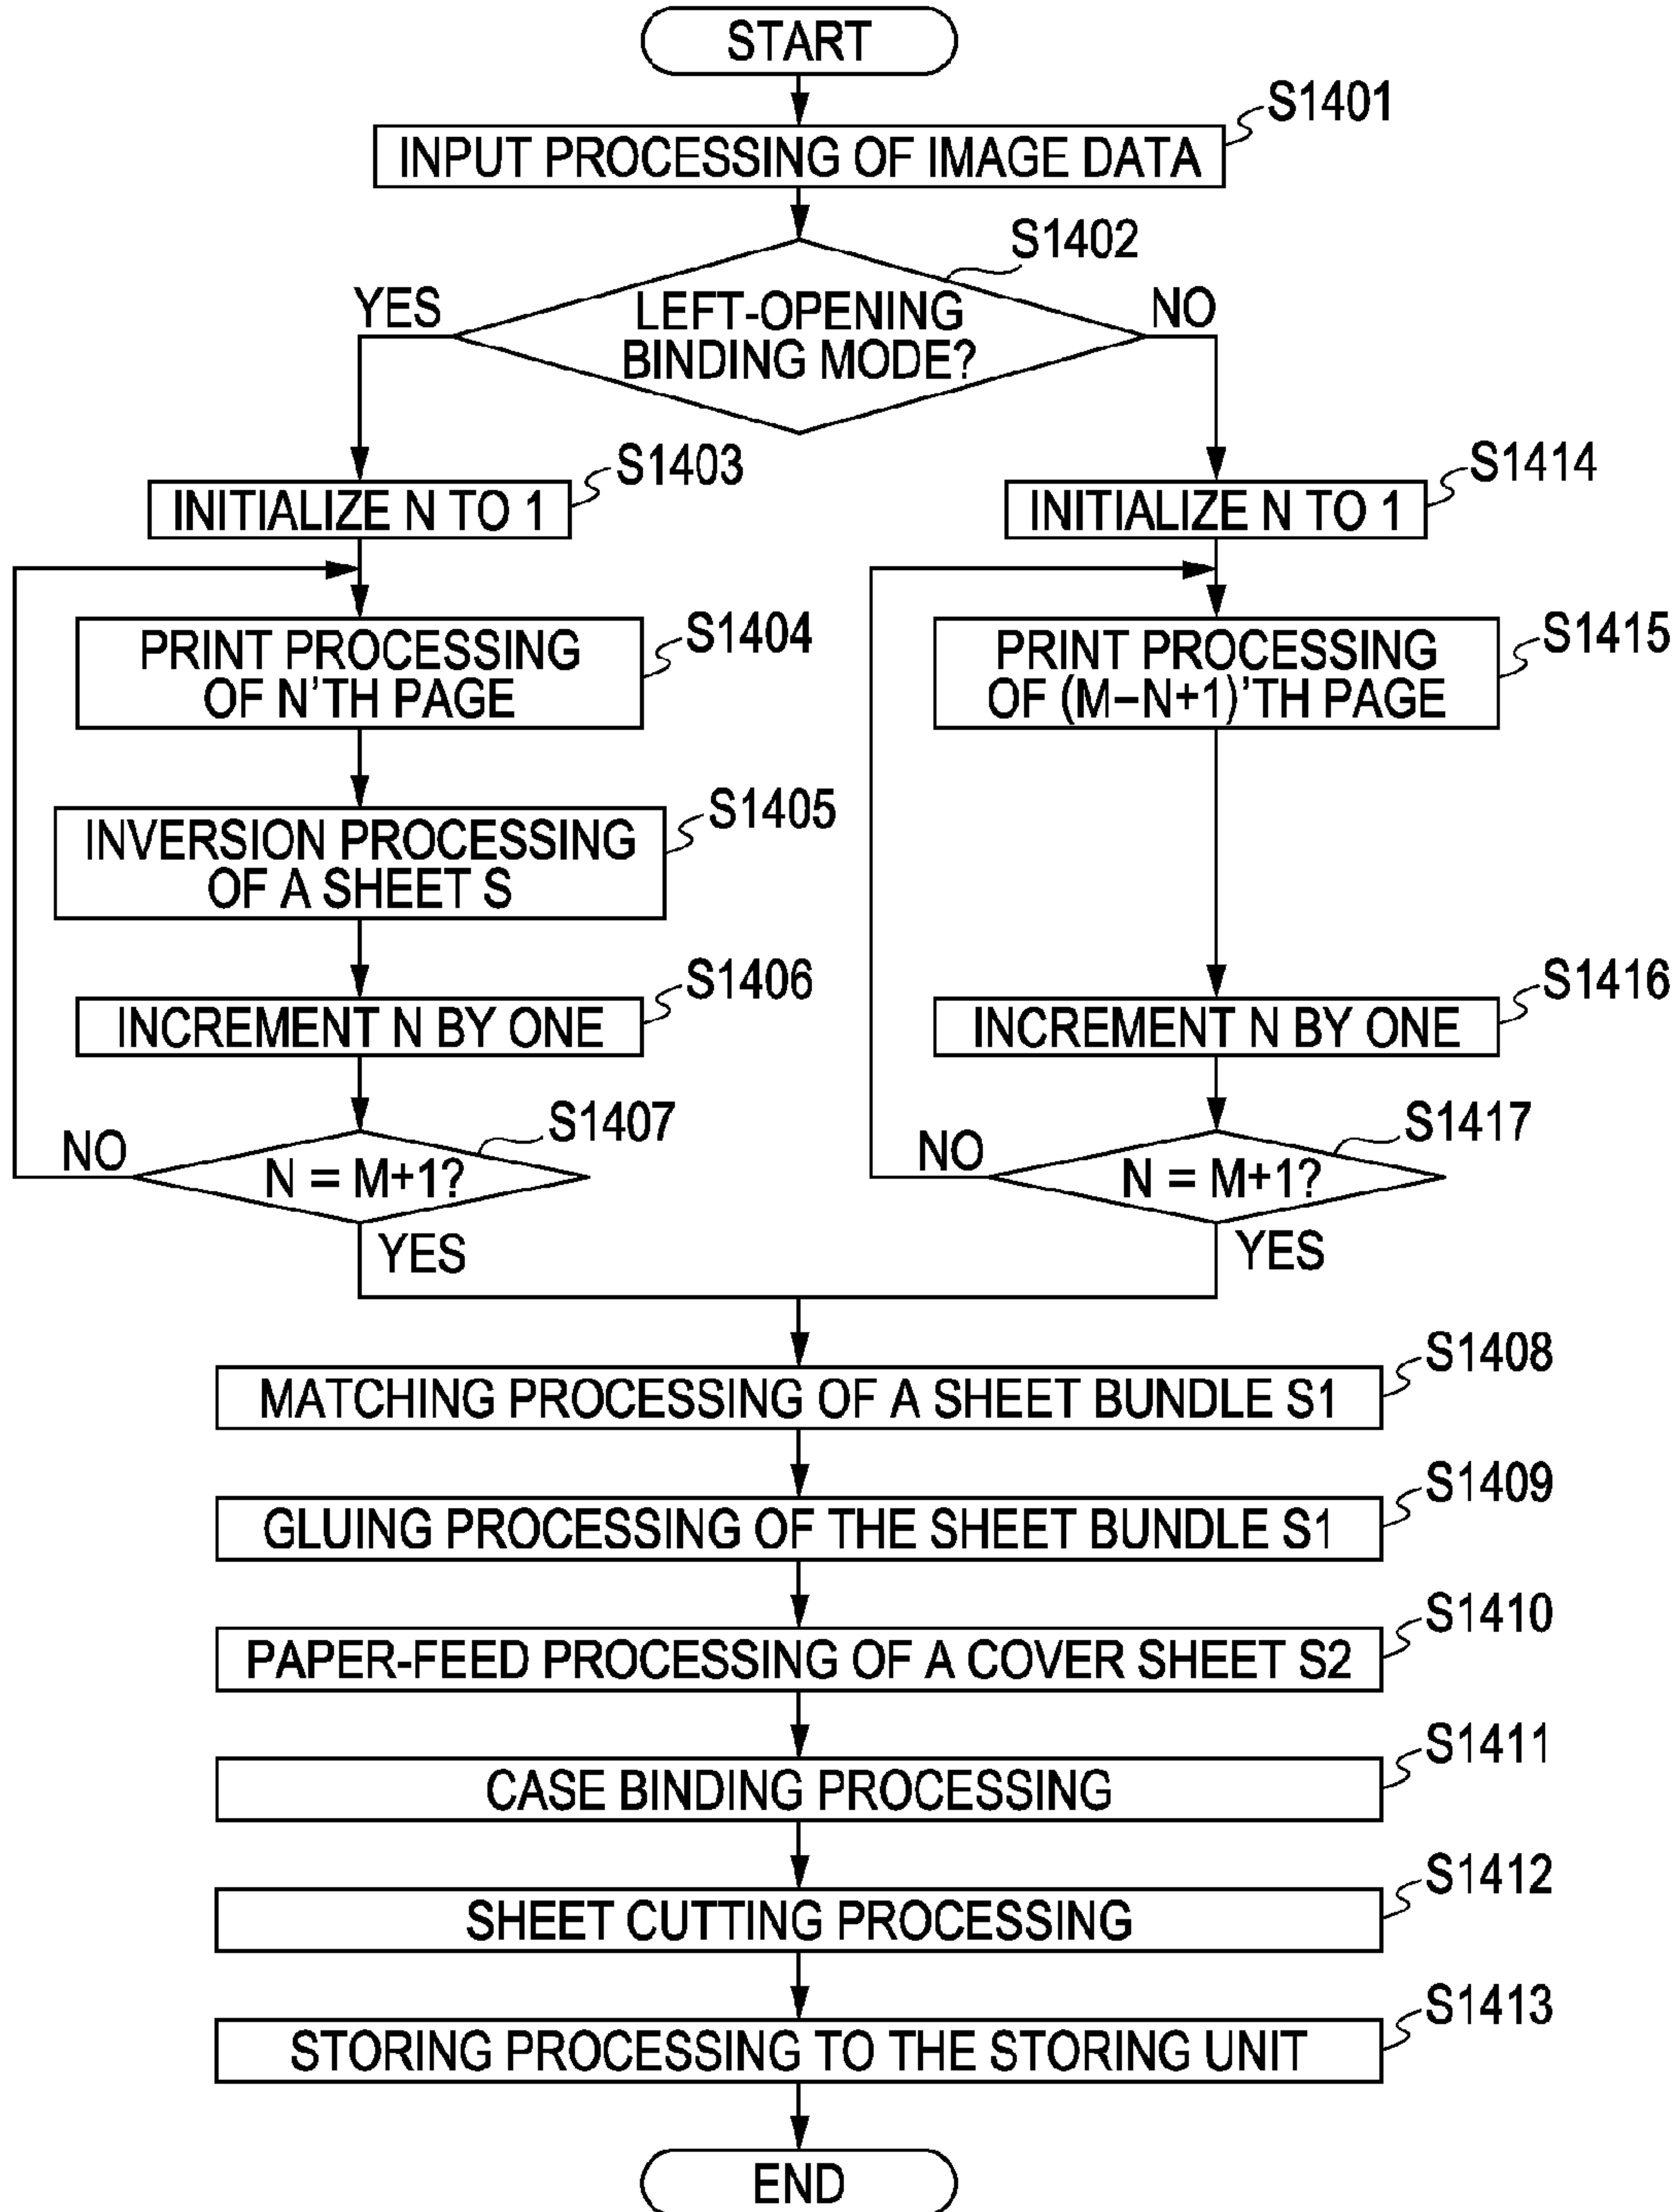 START
S1401
INPUT PROCESSING OF IMAGE DATA
S1402
YES
LEFT-OPENING
BINDING MODE?
NO
S1403
INITIALIZE N TO 1
S1414
INITIALIZE N TO 1
S1404
PRINT PROCESSING
OF N'TH PAGE
S1415
PRINT PROCESSING
OF (M−N+1)'TH PAGE
S1405
INVERSION PROCESSING
OF A SHEET S
S1406
INCREMENT N BY ONE
S1416
INCREMENT N BY ONE
S1407
NO
N = M+1?
YES
S1417
NO
N = M+1?
YES
S1408
MATCHING PROCESSING OF A SHEET BUNDLE S1
S1409
GLUING PROCESSING OF THE SHEET BUNDLE S1
S1410
PAPER-FEED PROCESSING OF A COVER SHEET S2
S1411
CASE BINDING PROCESSING
S1412
SHEET CUTTING PROCESSING
S1413
STORING PROCESSING TO THE STORING UNIT
END